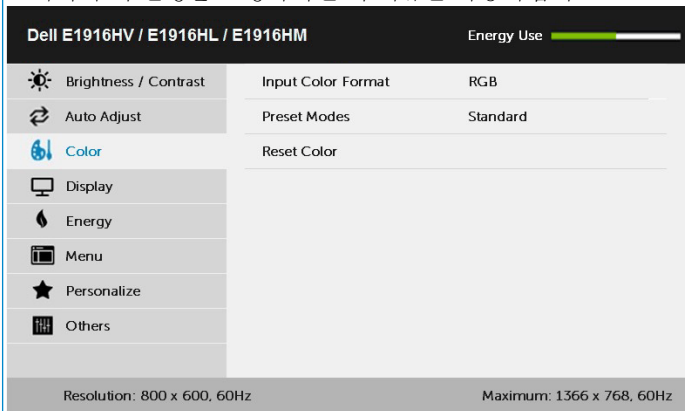 Dell E1916HV / E1916HL / E1916HM Energy Use
Brightness / Contrast Input Color Format RGB
Auto Adjust Preset Modes Standard
Color Reset Color
Display
Energy
Menu
Personalize
Others
Resolution: 800 x 600, 60Hz Maximum: 1366 x 768, 60Hz